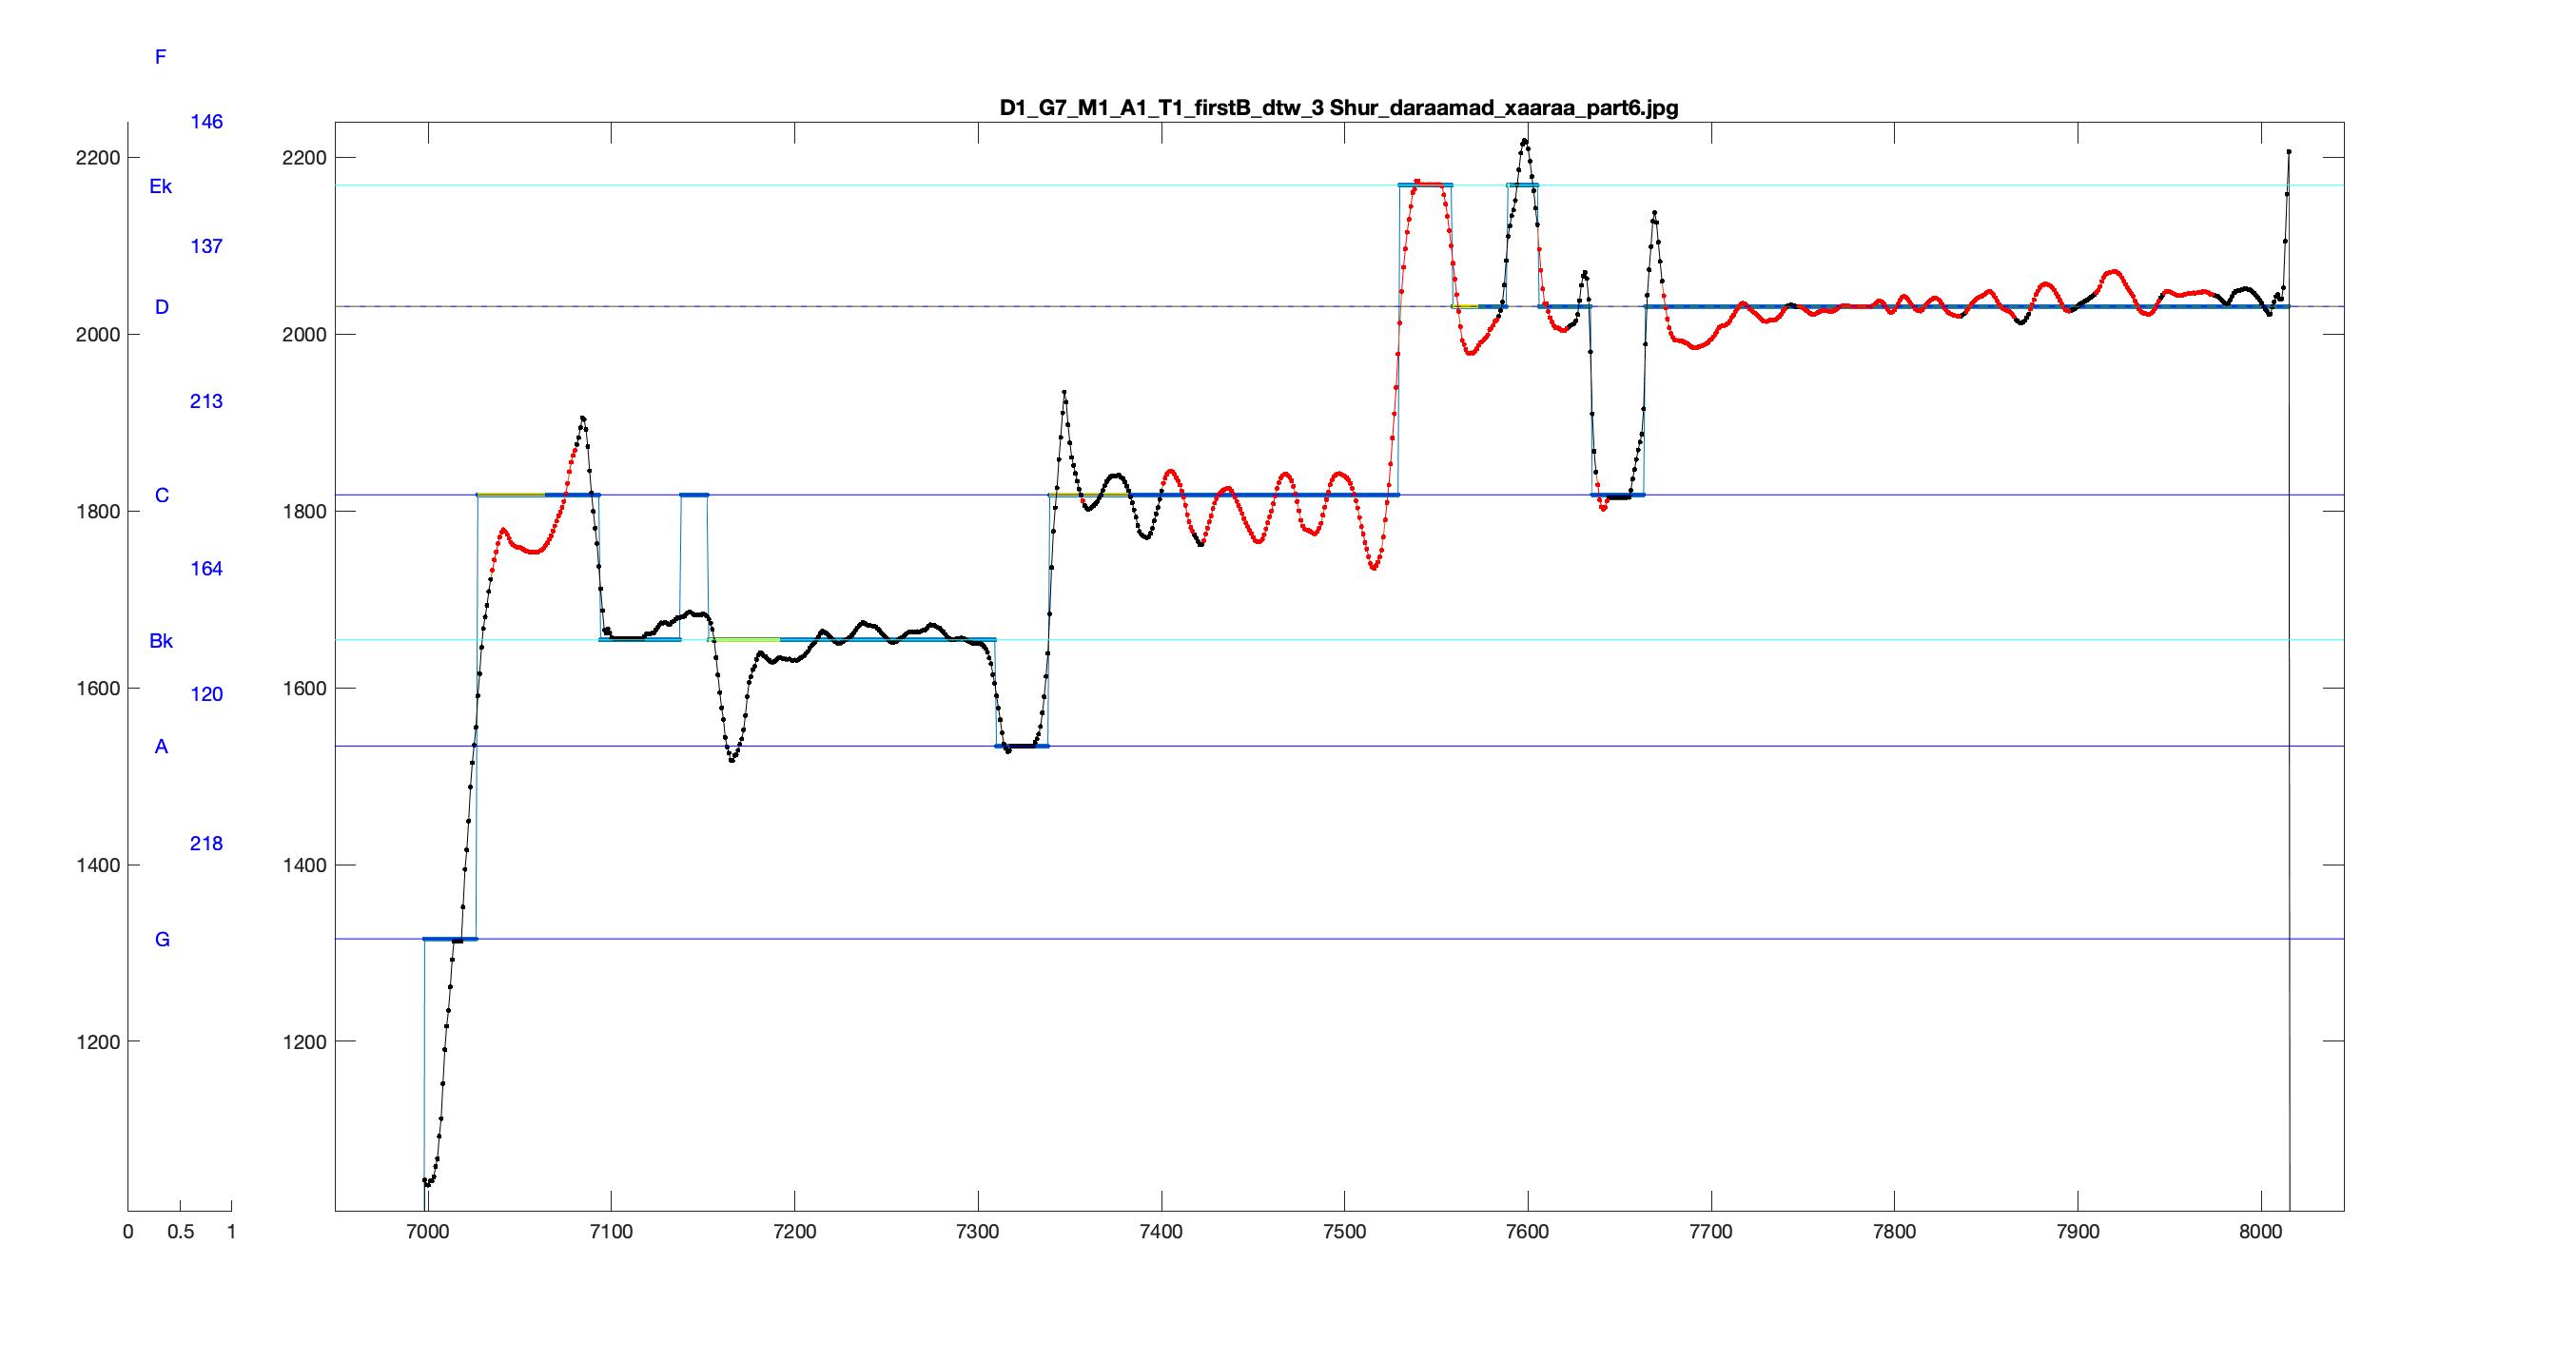 F
D1_G7_M1_A1_T1_firstB_dtw_3 Shur_daraamad_xaaraa_part6.jpg
146
2200 2200
Ek
137
D
2000 2000
213
C
1800 1800
164
Bk
1600 120 1600
A
218
1400 1400
G
1200 1200
0 0.5 1 7000 7100 7200 7300 7400 7500 7600 7700 7800 7900 8000